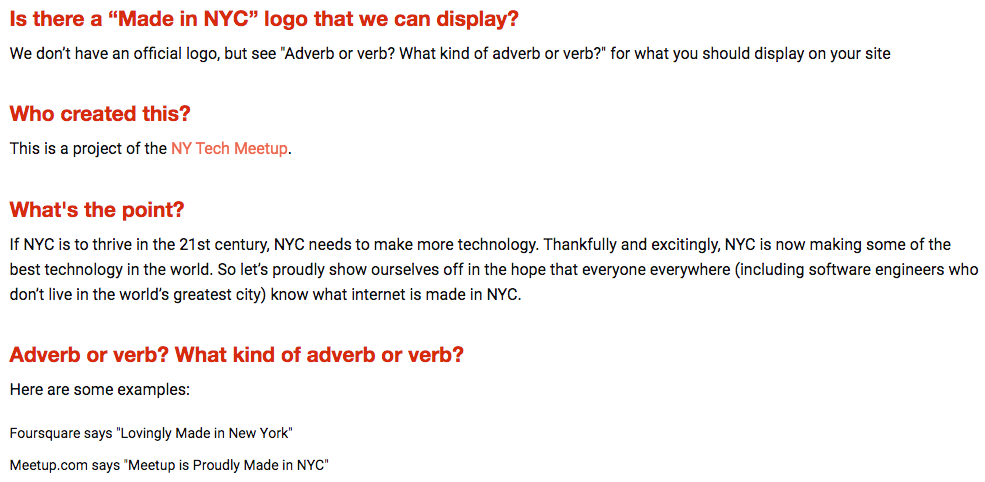 Is there a “Made in NYC” logo that we can display?
We don’t have an official logo, but see "Adverb or verb? What kind of adverb or verb?" for what you should display on your site
Who created this?
This is a project of the NY Tech Meetup.
What's the point?
If NYC is to thrive in the 21st century, NYC needs to make more technology. Thankfully and excitingly, NYC is now making some of the
best technology in the world. So let’s proudly show ourselves off in the hope that everyone everywhere (including software engineers who
don’t live in the world’s greatest city) know what internet is made in NYC.
Adverb or verb? What kind of adverb or verb?
Here are some examples:
Foursquare says "Lovingly Made in New York"
Meetup.com says "Meetup is Proudly Made in NYC"